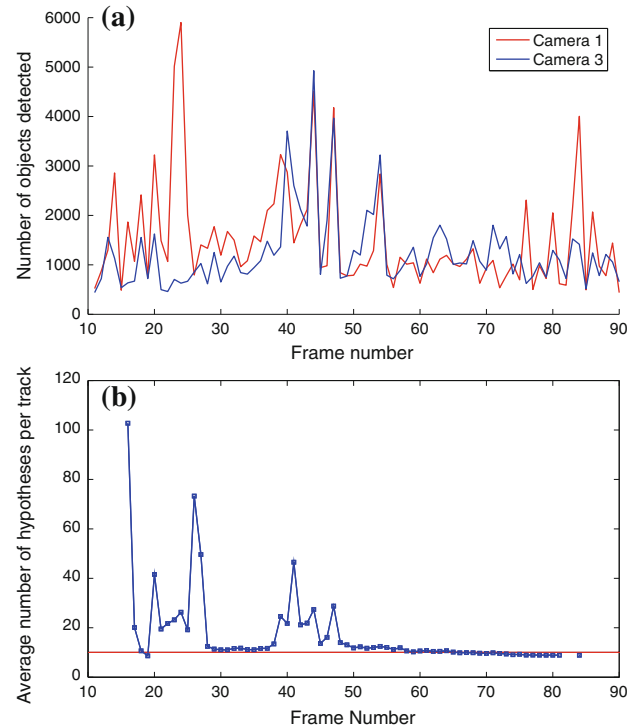 (a)
Camera 1
Camera 3
Number of objects detected
6000
5000
4000
3000
2000
1000
0
10 20 30 40 50 60 70 80 90
Frame number
(b)
Average number of hypotheses per track
120
100
80
60
40
20
0
10 20 30 40 50 60 70 80 90
Frame Number